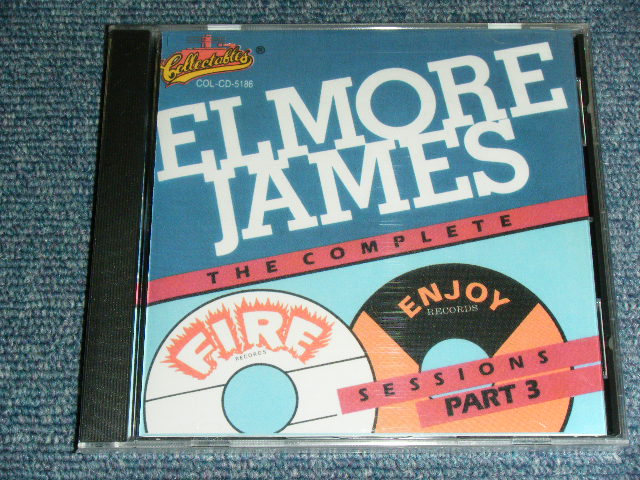 Collectables ®
COL-CD-5186
ELMORE
JAMES
THE COMPLETE
FIRE
RECORDS
ENJOY
RECORDS
SESSIONS
PART 3